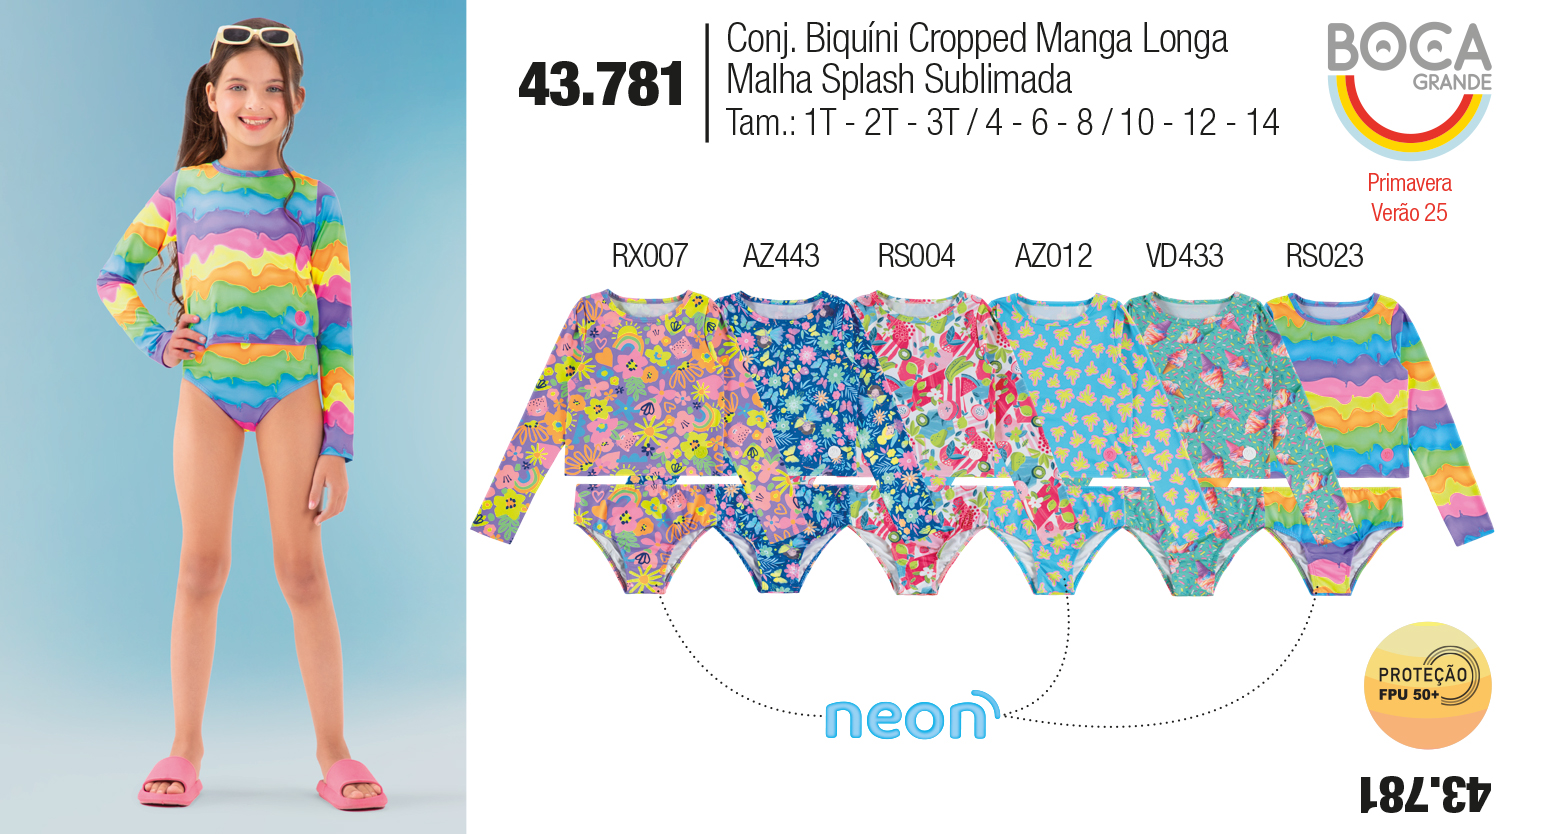 43.781
Conj. Biquíni Cropped Manga Longa
Malha Splash Sublimada
Tam.: 1T - 2T - 3T / 4 - 6 - 8 / 10 - 12 - 14
BOCA
GRANDE
Primavera
Verão 25
RX007 AZ443 RS004 AZ012 VD433 RS023
neon
PROTEÇÃO
FPU 50+
43.781